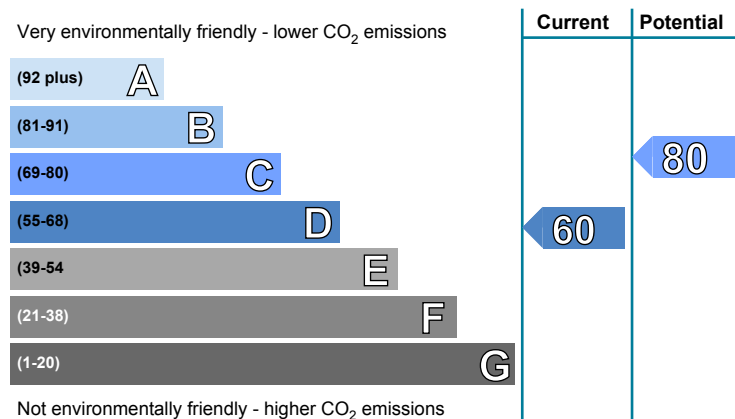 Very environmentally friendly - lower CO2 emissions
Current
Potential
(92 plus) A
(81-91) B
(69-80) C
80
(55-68) D
60
(39-54 E
(21-38) F
(1-20) G
Not environmentally friendly - higher CO2 emissions